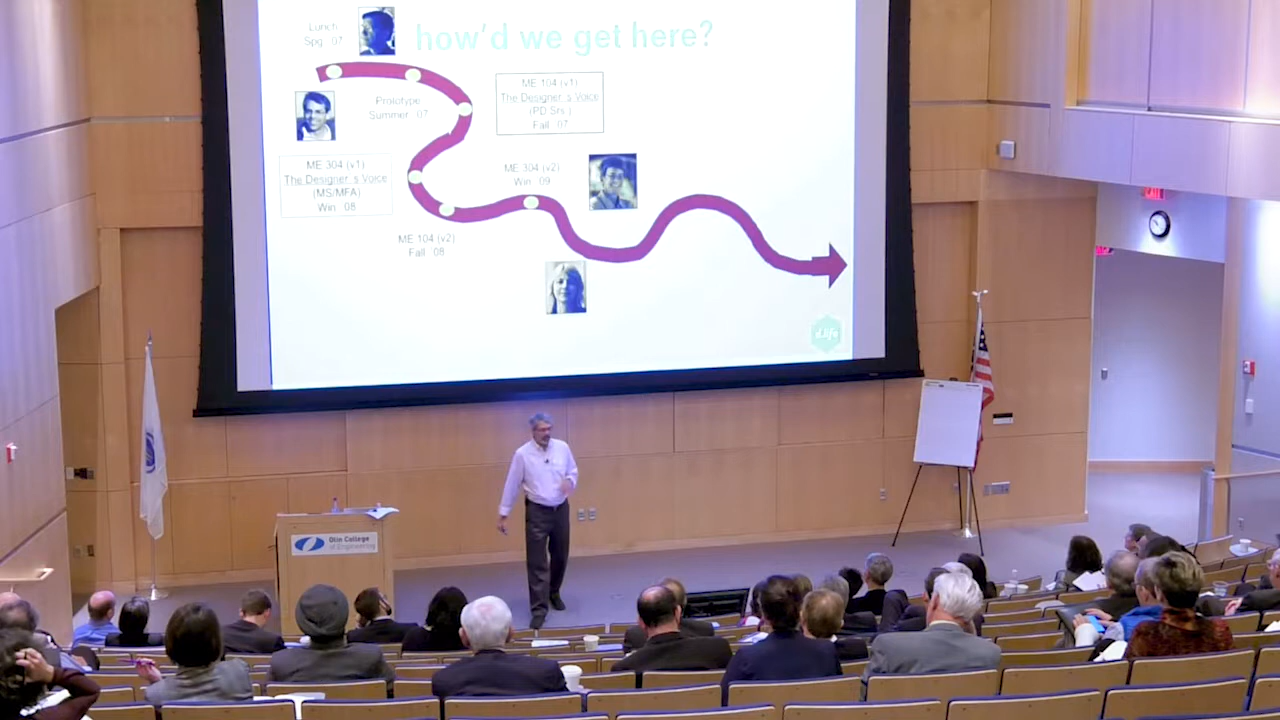 how'd we get here?
Lunch
Spg 07
Prototype
Summer 07
ME 104 (v1)
The Designer s Voice
(PD Srs )
Fall 07
ME 304 (v1)
The Designer s Voice
(MS/MFA)
Win 08
ME 304 (v2)
Win 09
ME 104 (v2)
Fall 08
d.life
EXIT
Olin College
of Engineering